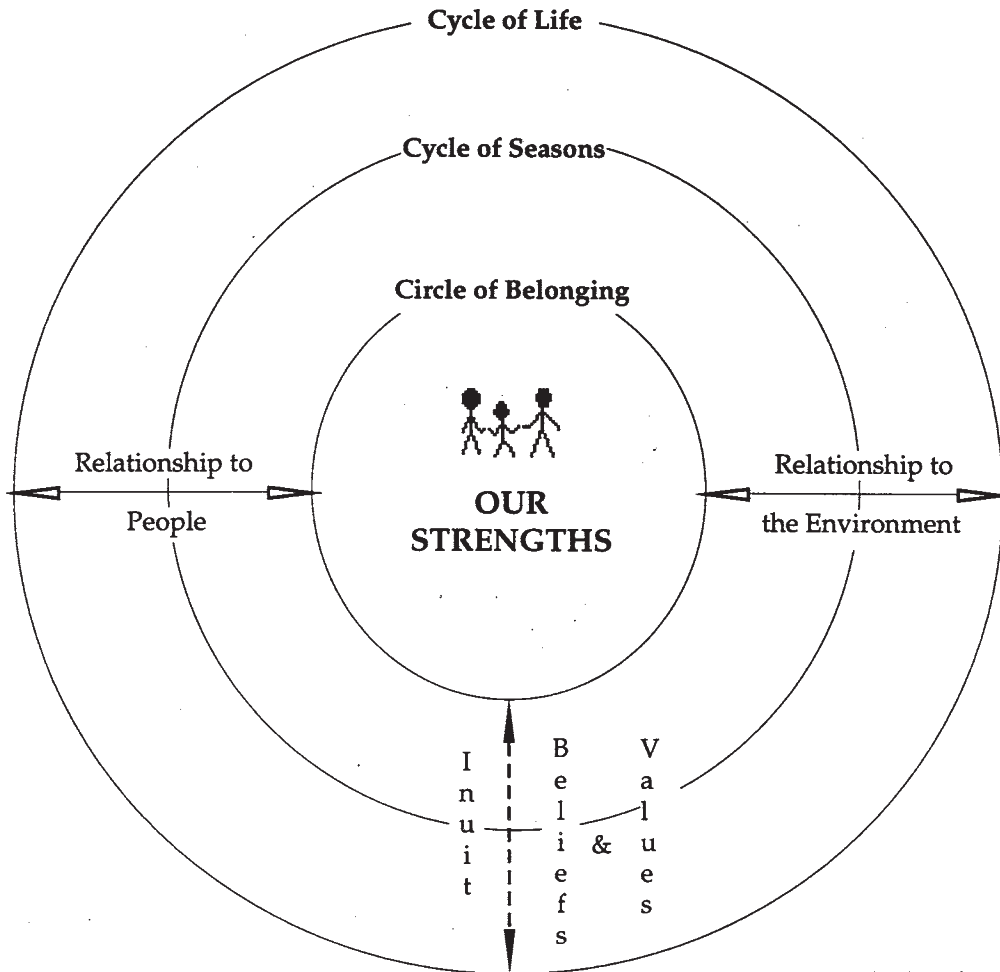 Cycle of Life
Cycle of Seasons
Circle of Belonging
Relationship to
People
OUR
STRENGTHS
Relationship to
the Environment
Inuit
Beliefs
&
Values